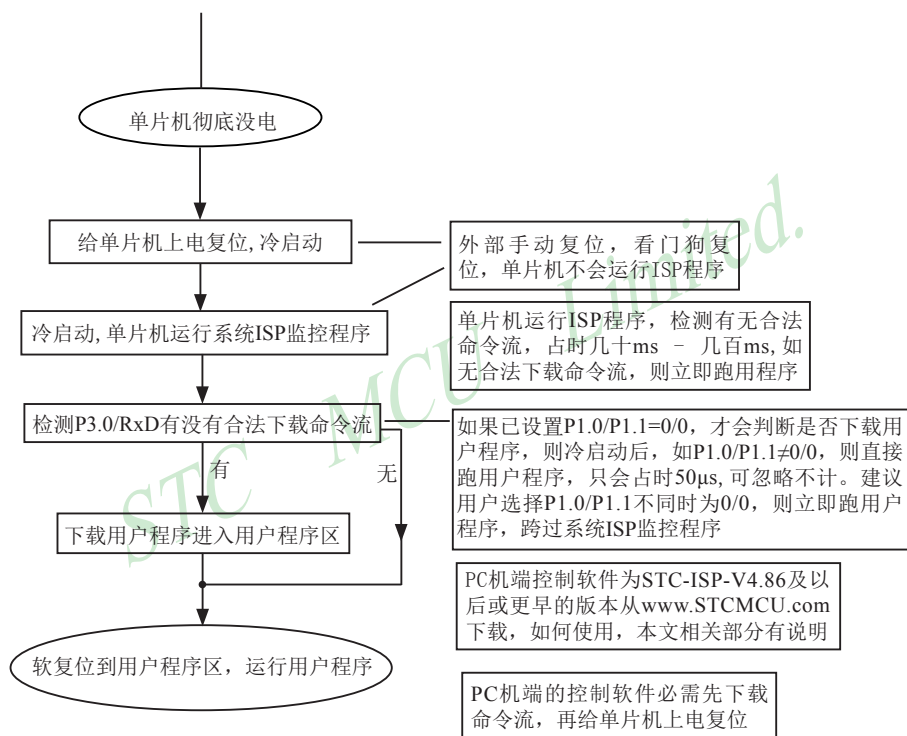 单片机彻底没电
给单片机上电复位,冷启动
外部手动复位，看门狗复
位，单片机不会运行ISP程序
冷启动,单片机运行系统ISP监控程序
单片机运行ISP程序，检测有无合法
命令流，占时几十ms - 几百ms,如
无合法下载命令流，则立即跑用程序
检测P3.0/RxD有没有合法下载命令流
如果已设置P1.0/P1.1=0/0，才会判断是否下载用
户程序，则冷启动后，如P1.0/P1.1≠0/0，则直接
跑用户程序，只会占时50μs,可忽略不计。建议
用户选择P1.0/P1.1不同时为0/0，则立即跑用户
程序，跨过系统ISP监控程序
有
无
下载用户程序进入用户程序区
PC机端控制软件为STC-ISP-V4.86及以
后或更早的版本从www.STCMCU.com
下载，如何使用，本文相关部分有说明
软复位到用户程序区，运行用户程序
PC机端的控制软件必需先下载
命令流，再给单片机上电复位
STC MCU Limited.